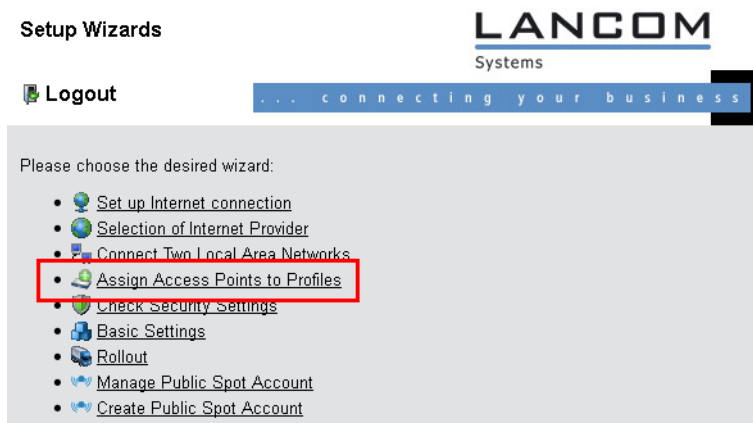 Setup Wizards
LANCOM
Systems
Logout
... connecting your business
Please choose the desired wizard:
Set up Internet connection
Selection of Internet Provider
Connect Two Local Area Networks
Assign Access Points to Profiles
Check Security Settings
Basic Settings
Rollout
Manage Public Spot Account
Create Public Spot Account